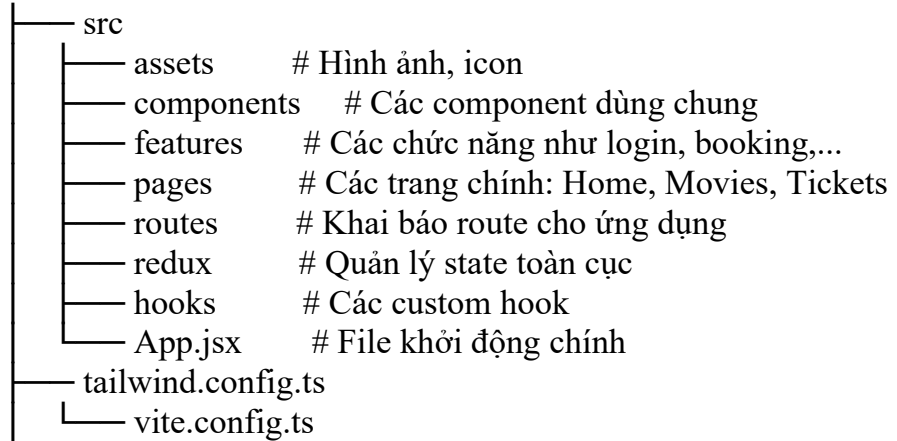 ├── src
│ ├── assets # Hình ảnh, icon
│ ├── components # Các component dùng chung
│ ├── features # Các chức năng như login, booking,...
│ ├── pages # Các trang chính: Home, Movies, Tickets
│ ├── routes # Khai báo route cho ứng dụng
│ ├── redux # Quản lý state toàn cục
│ ├── hooks # Các custom hook
│ └── App.jsx # File khởi động chính
├── tailwind.config.ts
│ └── vite.config.ts